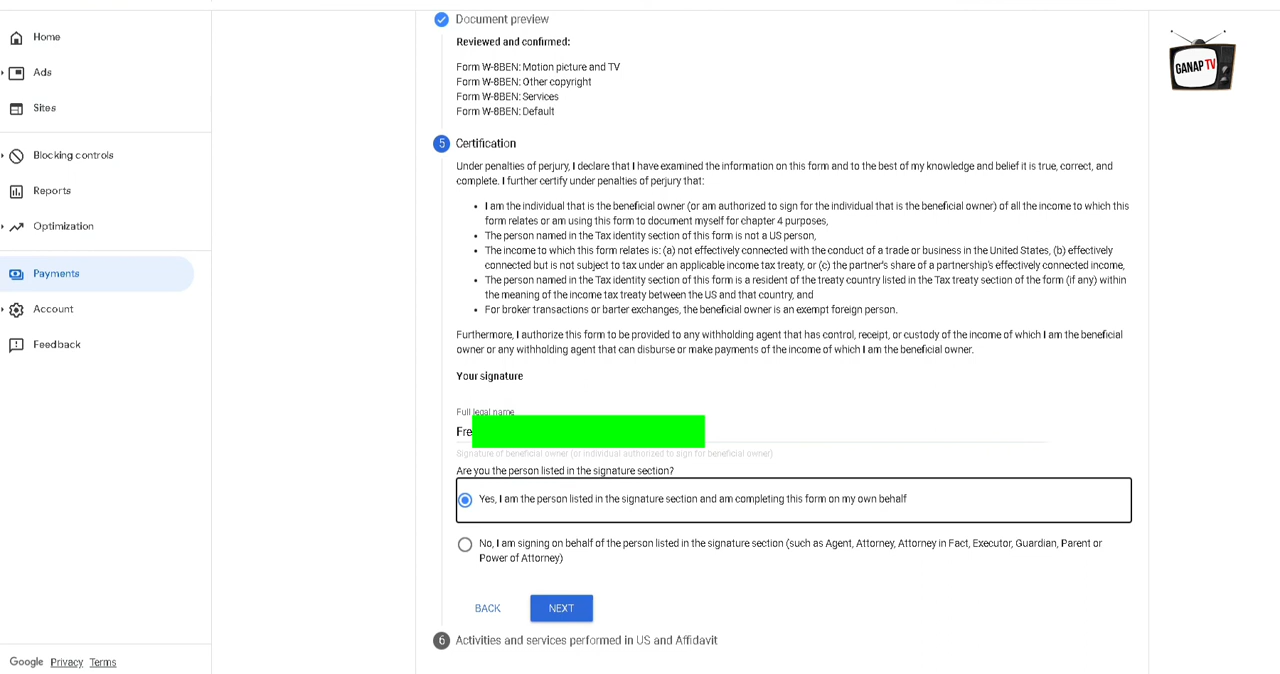 Home
Ads
Sites
Blocking controls
Reports
Optimization
Payments
Account
Feedback
Google Privacy Terms
Document preview
Reviewed and confirmed:
Form W-8BEN: Motion picture and TV
Form W-8BEN: Other copyright
Form W-8BEN: Services
Form W-8BEN: Default
5 Certification
Under penalties of perjury, I declare that I have examined the information on this form and to the best of my knowledge and belief it is true, correct, and
complete. I further certify under penalties of perjury that:
• I am the individual that is the beneficial owner (or am authorized to sign for the individual that is the beneficial owner) of all the income to which this
form relates or am using this form to document myself for chapter 4 purposes,
• The person named in the Tax identity section of this form is not a US person,
• The income to which this form relates is: (a) not effectively connected with the conduct of a trade or business in the United States, (b) effectively
connected but is not subject to tax under an applicable income tax treaty, or (c) the partner's share of a partnership's effectively connected income,
• The person named in the Tax identity section of this form is a resident of the treaty country listed in the Tax treaty section of the form (if any) within
the meaning of the income tax treaty between the US and that country, and
• For broker transactions or barter exchanges, the beneficial owner is an exempt foreign person.
Furthermore, I authorize this form to be provided to any withholding agent that has control, receipt, or custody of the income of which I am the beneficial
owner or any withholding agent that can disburse or make payments of the income of which I am the beneficial owner.
Your signature
Full legal name
Fre
Signature of beneficial owner (or individual authorized to sign for beneficial owner)
Are you the person listed in the signature section?
Yes, I am the person listed in the signature section and am completing this form on my own behalf
No, I am signing on behalf of the person listed in the signature section (such as Agent, Attorney, Attorney in Fact, Executor, Guardian, Parent or
Power of Attorney)
BACK NEXT
6 Activities and services performed in US and Affidavit
GANAP TV